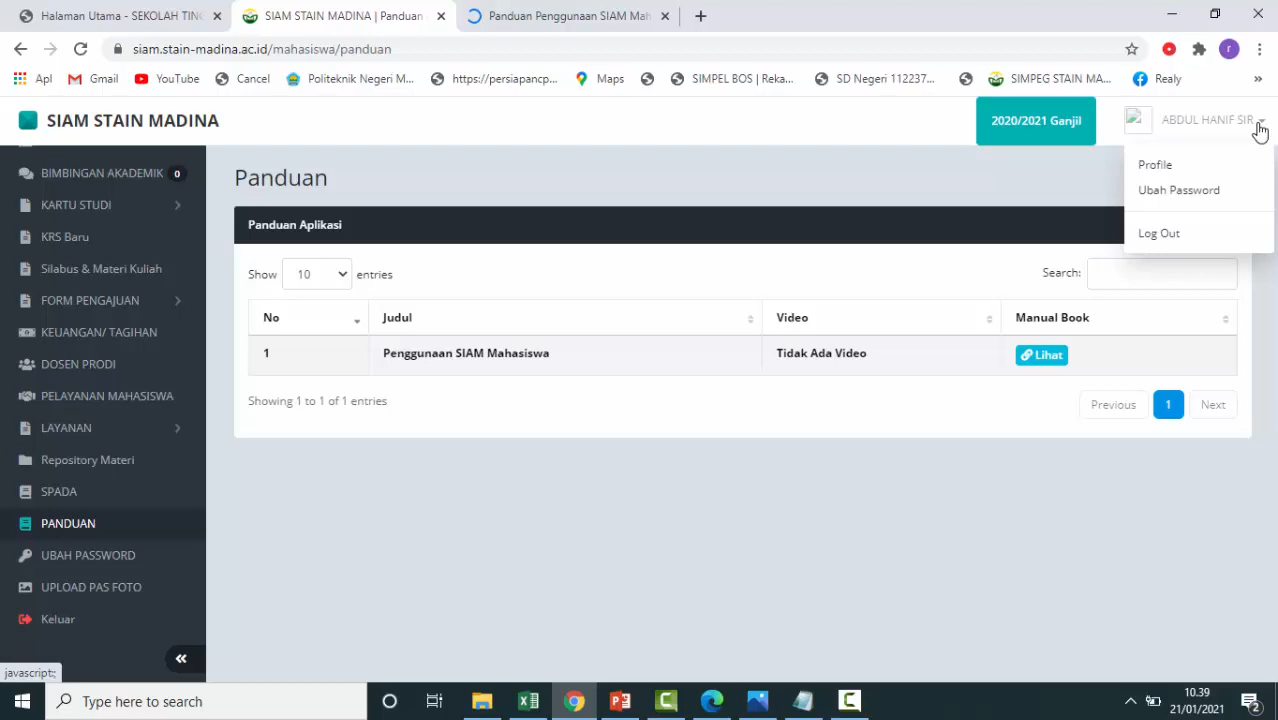 Halaman Utama - SEKOLAH TING
SIAM STAIN MADINA | Panduan
Panduan Penggunaan SIAM Mah
siam.stain-madina.ac.id/mahasiswa/panduan
r
Apl
Gmail
YouTube
Cancel
Politeknik Negeri M...
https://persiapancp...
Maps
SIMPEL BOS | Reka...
SD Negeri 112237...
SIMPEG STAIN MA...
Realy
»
SIAM STAIN MADINA
2020/2021 Ganjil
ABDUL HANIF SIR
Profile
Ubah Password
Log Out
BIMBINGAN AKADEMIK 0
KARTU STUDI
KRS Baru
Silabus & Materi Kuliah
FORM PENGAJUAN
KEUANGAN/ TAGIHAN
DOSEN PRODI
PELAYANAN MAHASISWA
LAYANAN
Repository Materi
SPADA
PANDUAN
UBAH PASSWORD
UPLOAD PAS FOTO
Keluar
Panduan
Panduan Aplikasi
Show 10 entries
Search:
No Judul Video Manual Book
1 Penggunaan SIAM Mahasiswa Tidak Ada Video Lihat
Showing 1 to 1 of 1 entries
Previous 1 Next
javascript:;
Type here to search
10.39
21/01/2021
2